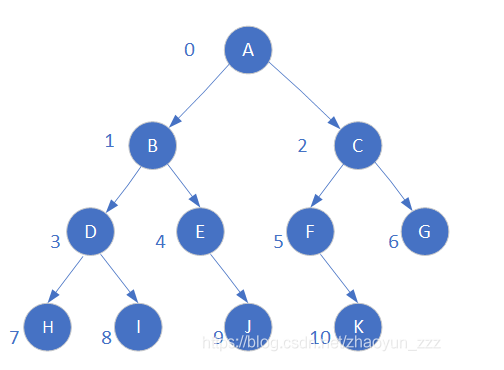 0 A
1 B 2 C
3 D 4 E 5 F 6 G
7 H 8 I 9 J 10 K
https://blog.csdn.net/zhaoyun_zzz